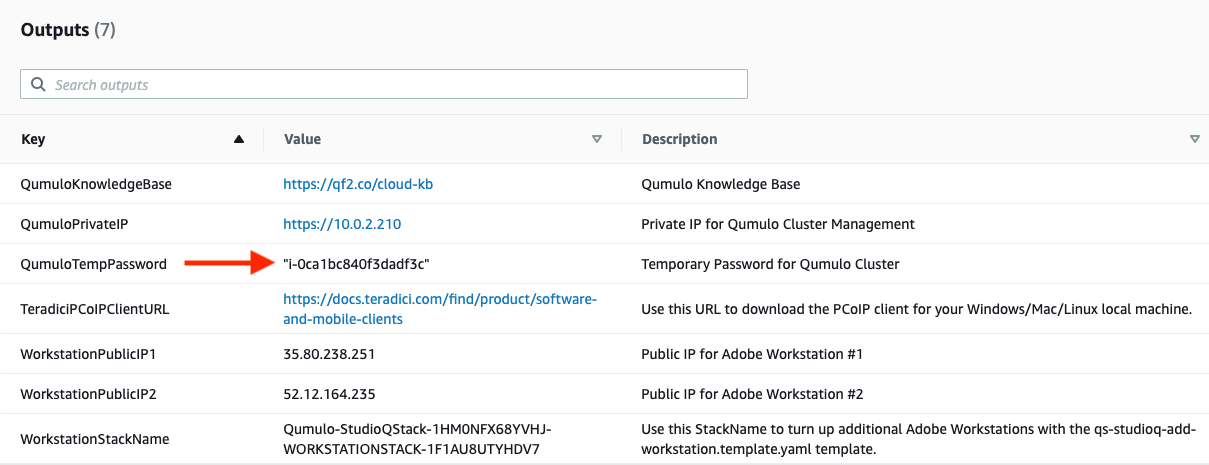 Outputs (7)
Search outputs
Key Value Description
QumuloKnowledgeBase https://qf2.co/cloud-kb Qumulo Knowledge Base
QumuloPrivateIP https://10.0.2.210 Private IP for Qumulo Cluster Management
QumuloTempPassword "i-0ca1bc840f3dadf3c" Temporary Password for Qumulo Cluster
TeradiciPCoIPClientURL https://docs.teradici.com/find/product/software-
and-mobile-clients Use this URL to download the PCoIP client for your Windows/Mac/Linux local machine.
WorkstationPublicIP1 35.80.238.251 Public IP for Adobe Workstation #1
WorkstationPublicIP2 52.12.164.235 Public IP for Adobe Workstation #2
WorkstationStackName Qumulo-StudioQStack-1HM0NFX68YVHJ-
WORKSTATIONSTACK-1F1AU8UTYHDV7 Use this StackName to turn up additional Adobe Workstations with the qs-studioq-add-
workstation.template.yaml template.